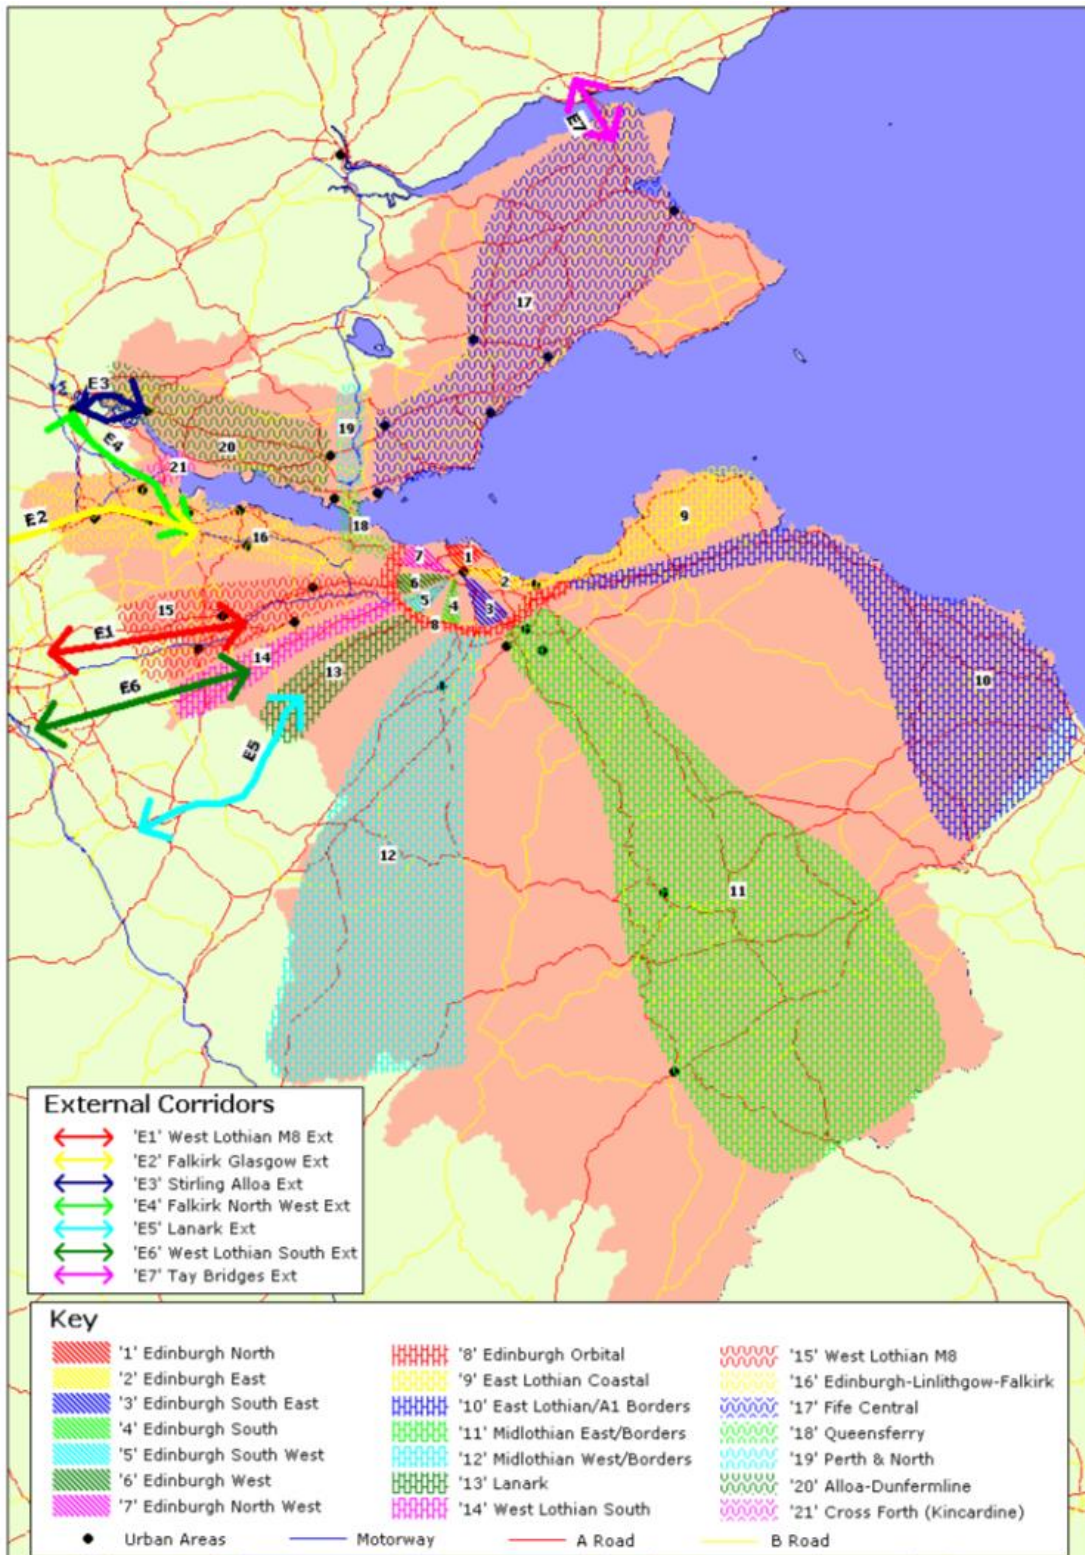 E7
17
E3
19
E4
20
21
9
E2
18
16
7
1
6
2
5
4
3
15
8
E1
14
13
10
E6
E5
12
11
External Corridors
'E1' West Lothian M8 Ext
'E2' Falkirk Glasgow Ext
'E3' Stirling Alloa Ext
'E4' Falkirk North West Ext
'E5' Lanark Ext
'E6' West Lothian South Ext
'E7' Tay Bridges Ext
Key
'1' Edinburgh North
'2' Edinburgh East
'3' Edinburgh South East
'4' Edinburgh South
'5' Edinburgh South West
'6' Edinburgh West
'7' Edinburgh North West
'8' Edinburgh Orbital
'9' East Lothian Coastal
'10' East Lothian/A1 Borders
'11' Midlothian East/Borders
'12' Midlothian West/Borders
'13' Lanark
'14' West Lothian South
'15' West Lothian M8
'16' Edinburgh-Linlithgow-Falkirk
'17' Fife Central
'18' Queensferry
'19' Perth & North
'20' Alloa-Dunfermline
'21' Cross Forth (Kincardine)
Urban Areas
Motorway
A Road
B Road